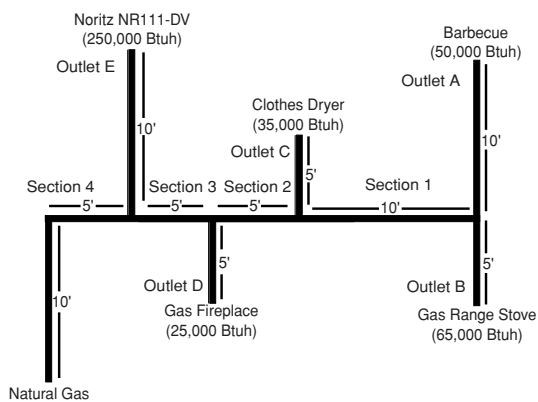 Noritz NR111-DV
(250,000 Btuh)
Outlet E
10'
Barbecue
(50,000 Btuh)
Outlet A
10'
Clothes Dryer
(35,000 Btuh)
Outlet C
5'
Section 4
5'
Section 3
5'
Section 2
5'
Section 1
10'
10'
Outlet D
5'
Gas Fireplace
(25,000 Btuh)
Outlet B
5'
Gas Range Stove
(65,000 Btuh)
Natural Gas